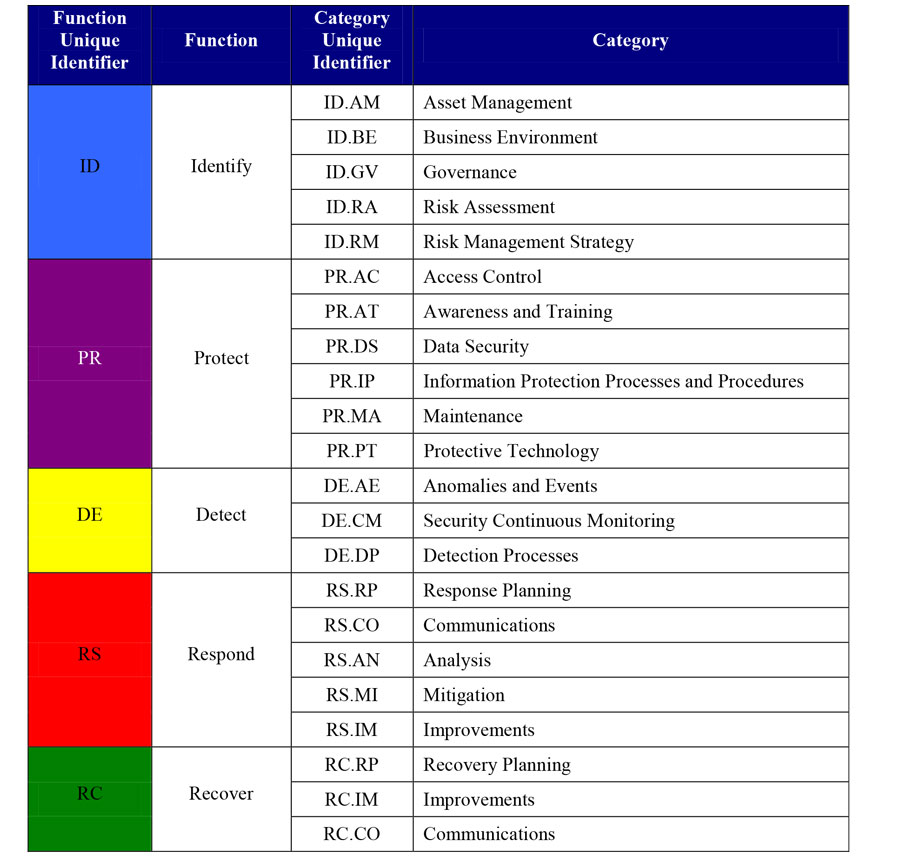 Function Unique Identifier | Function | Category Unique Identifier | Category
ID | Identify | ID.AM | Asset Management
ID.BE | Business Environment
ID.GV | Governance
ID.RA | Risk Assessment
ID.RM | Risk Management Strategy
PR | Protect | PR.AC | Access Control
PR.AT | Awareness and Training
PR.DS | Data Security
PR.IP | Information Protection Processes and Procedures
PR.MA | Maintenance
PR.PT | Protective Technology
DE | Detect | DE.AE | Anomalies and Events
DE.CM | Security Continuous Monitoring
DE.DP | Detection Processes
RS | Respond | RS.RP | Response Planning
RS.CO | Communications
RS.AN | Analysis
RS.MI | Mitigation
RS.IM | Improvements
RC | Recover | RC.RP | Recovery Planning
RC.IM | Improvements
RC.CO | Communications